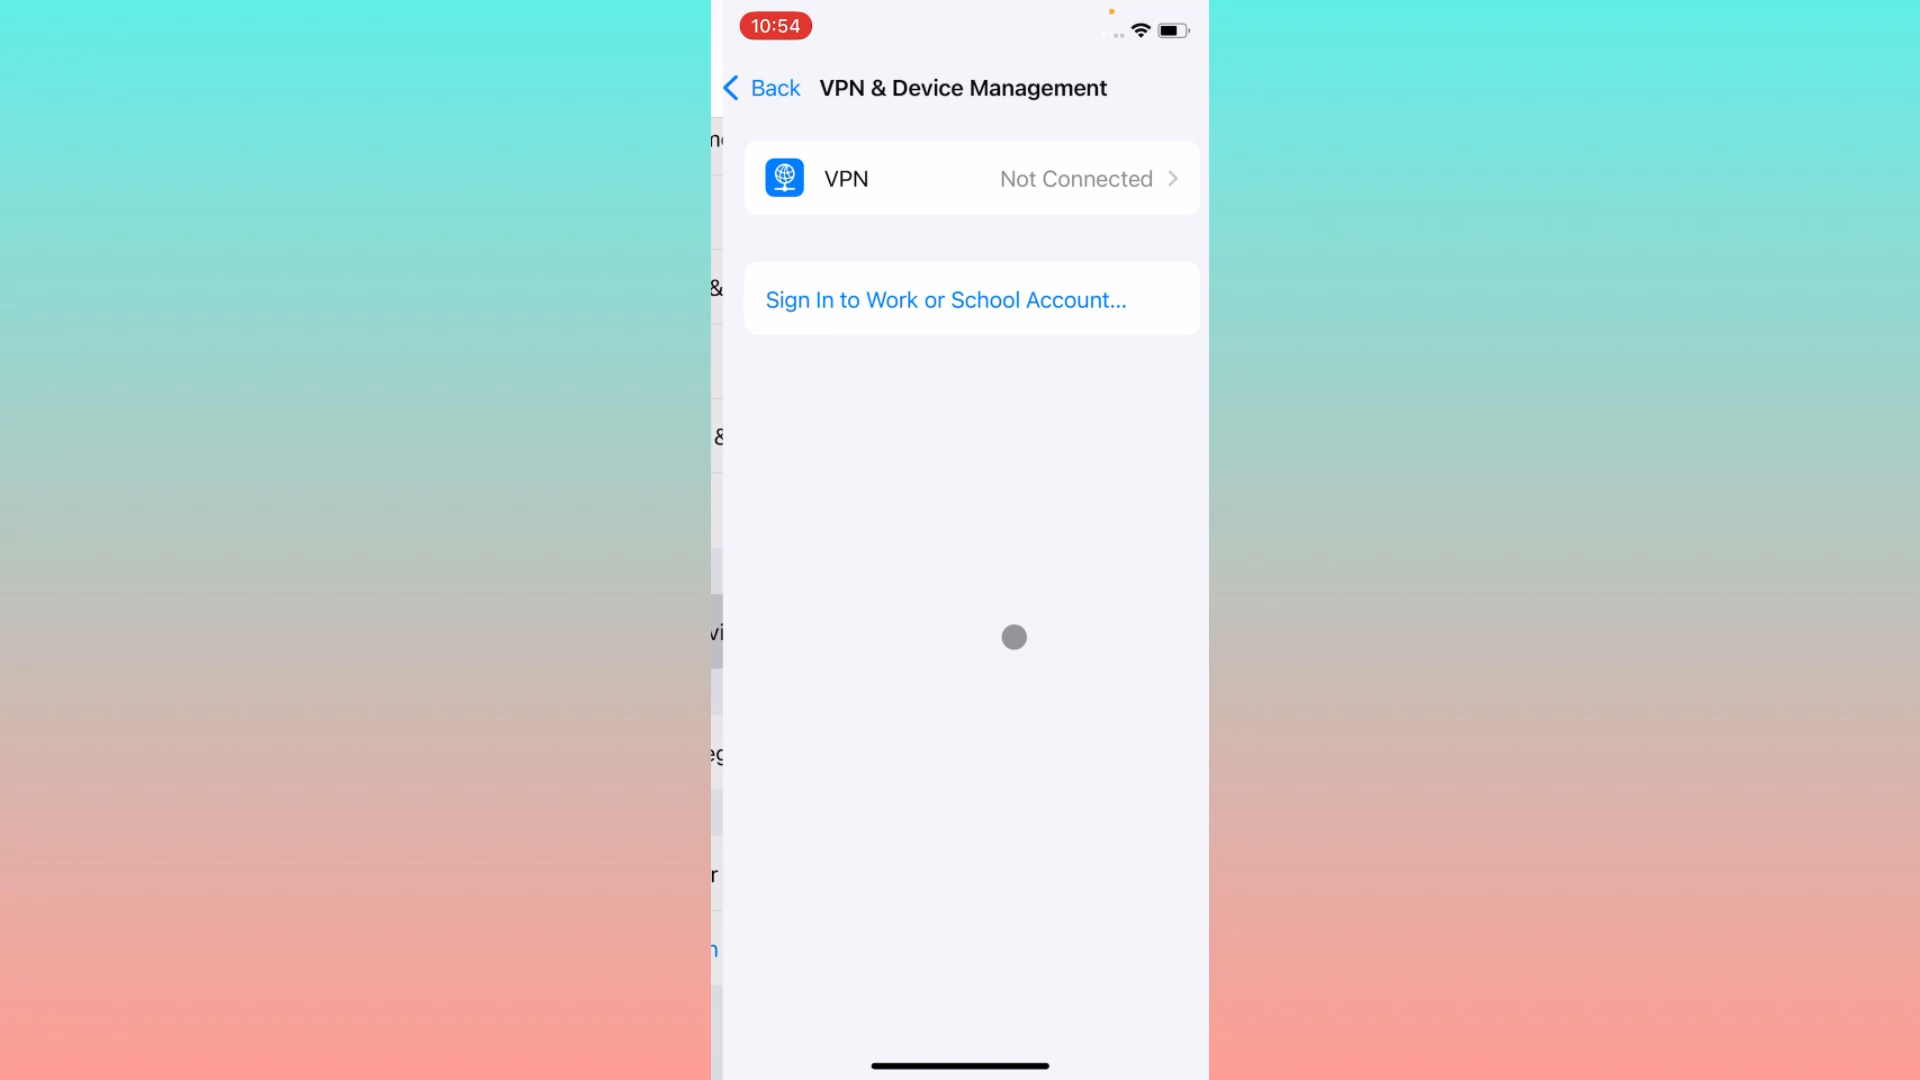 10:54
Back VPN & Device Management
VPN Not Connected
Sign In to Work or School Account...
&
&
r